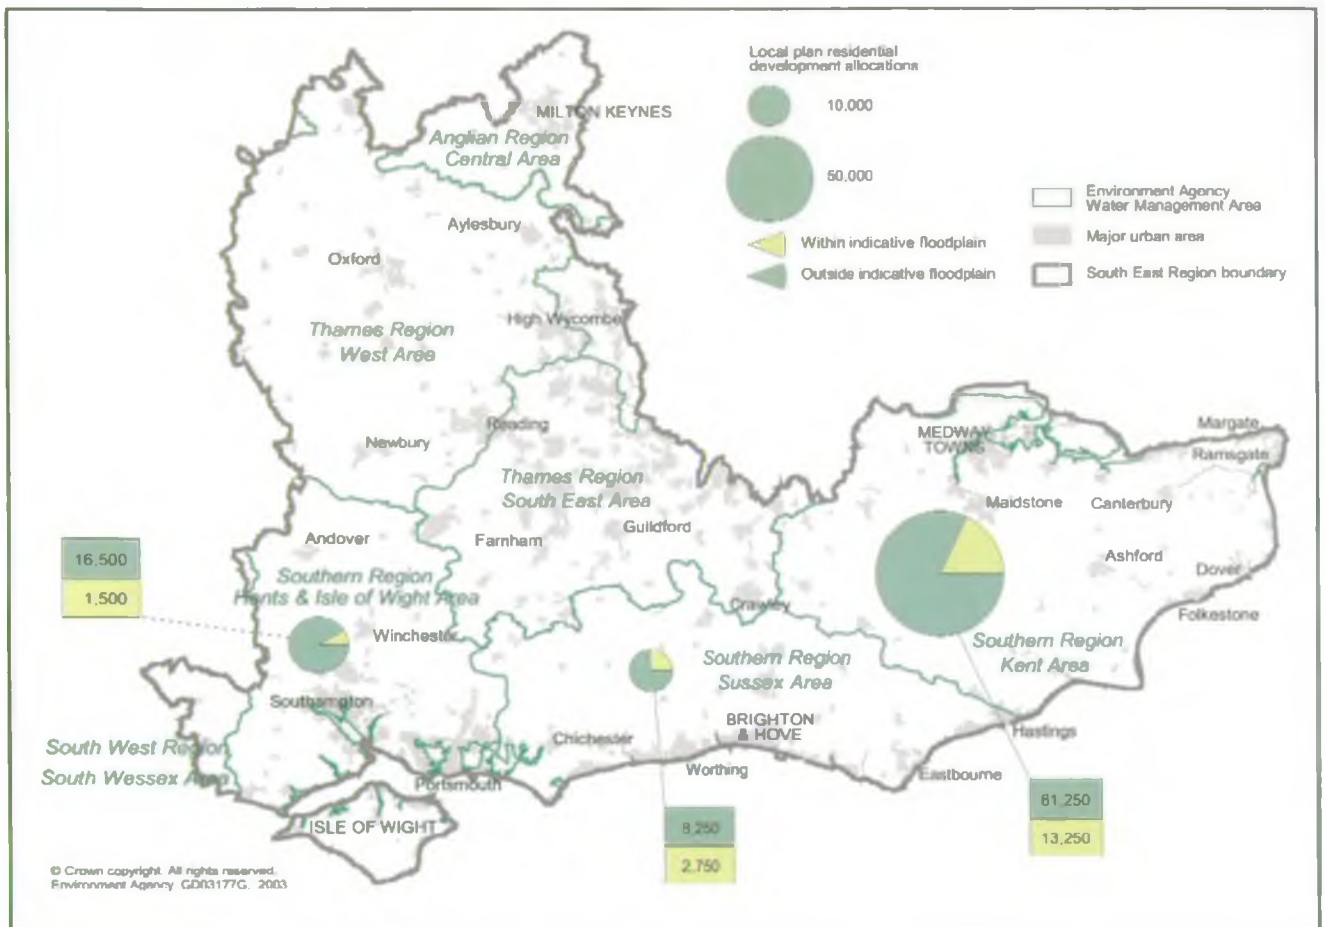 Local plan residential
development allocations
10,000
50,000
Within indicative floodplain
Outside indicative floodplain
Environment Agency
Water Management Area
Major urban area
South East Region boundary
MILTON KEYNES
Anglian Region
Central Area
Aylesbury
Oxford
High Wycombe
Thames Region
West Area
Reading
Newbury
Thames Region
South East Area
Guildford
Farnham
MEDWAY
TOWNS
Margate
Ramsgate
Maidstone
Canterbury
Ashford
Dover
Folkestone
Andover
16,500
1,500
Southern Region
Hants & Isle of Wight Area
Winchester
Crawley
Southern Region
Kent Area
Southern Region
Sussex Area
Southampton
South West Region
South Wessex Area
BRIGHTON
& HOVE
Chichester
Hastings
Worthing
Eastbourne
Portsmouth
ISLE OF WIGHT
8,250
2,750
61,250
13,250
© Crown copyright. All rights reserved.
Environment Agency, GD03177G, 2003